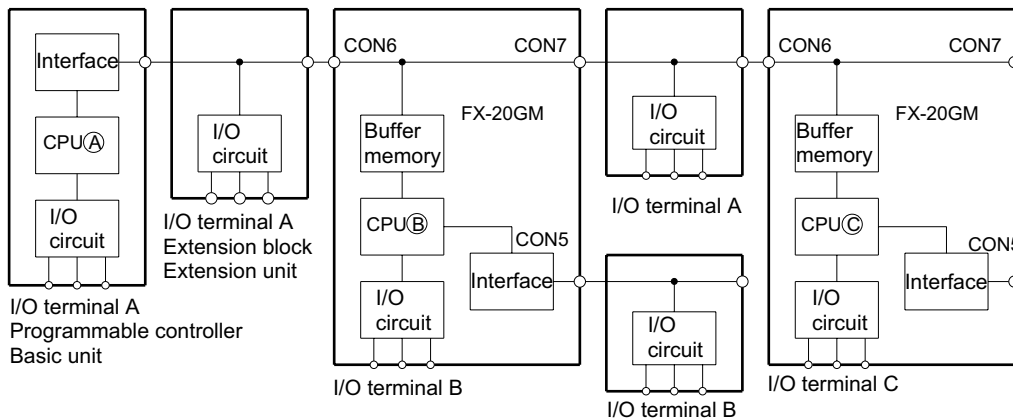 Interface
CPUⒶ
I/O
circuit
I/O terminal A
Programmable controller
Basic unit
I/O
circuit
I/O terminal A
Extension block
Extension unit
CON6
CON7
FX-20GM
Buffer
memory
CPUⒷ
CON5
Interface
I/O
circuit
I/O terminal B
I/O
circuit
I/O terminal A
I/O
circuit
I/O terminal B
CON6
CON7
FX-20GM
Buffer
memory
CPUⒸ
CON5
Interface
I/O
circuit
I/O terminal C